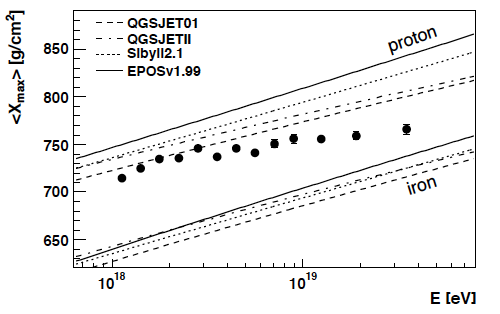 <Xmax> [g/cm2]
850
800
750
700
650
QGSJET01
QGSJETII
Sibyll2.1
EPOSv1.99
proton
iron
10^18
10^19
E [eV]